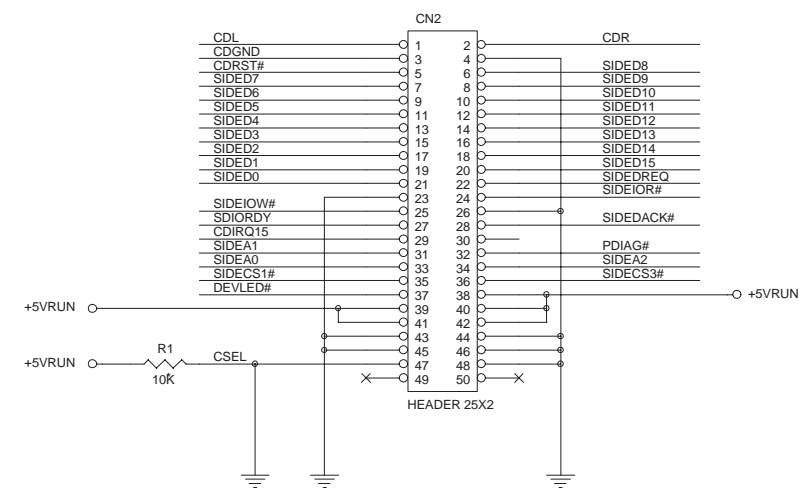 CN2
CDL 1 2 CDR
CDGND 3 4
CDRST# 5 6 SIDED8
SIDED7 7 8 SIDED9
SIDED6 9 10 SIDED10
SIDED5 11 12 SIDED11
SIDED4 13 14 SIDED12
SIDED3 15 16 SIDED13
SIDED2 17 18 SIDED14
SIDED1 19 20 SIDED15
SIDED0 21 22 SIDEDREQ
23 24 SIDEIOR#
SIDEIOW# 25 26
SDIORDY 27 28 SIDEDACK#
CDIRQ15 29 30
SIDEA1 31 32 PDIAG#
SIDEA0 33 34 SIDEA2
SIDECS1# 35 36 SIDECS3#
DEVLED# 37 38 +5VRUN
+5VRUN 39 40
41 42
43 44
R1 45 46
+5VRUN CSEL 47 48
10K 49 50
HEADER 25X2